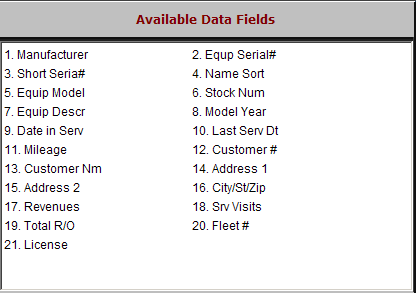 Available Data Fields
1. Manufacturer 2. Equp Serial#
3. Short Seria# 4. Name Sort
5. Equip Model 6. Stock Num
7. Equip Descr 8. Model Year
9. Date in Serv 10. Last Serv Dt
11. Mileage 12. Customer #
13. Customer Nm 14. Address 1
15. Address 2 16. City/St/Zip
17. Revenues 18. Srv Visits
19. Total R/O 20. Fleet #
21. License